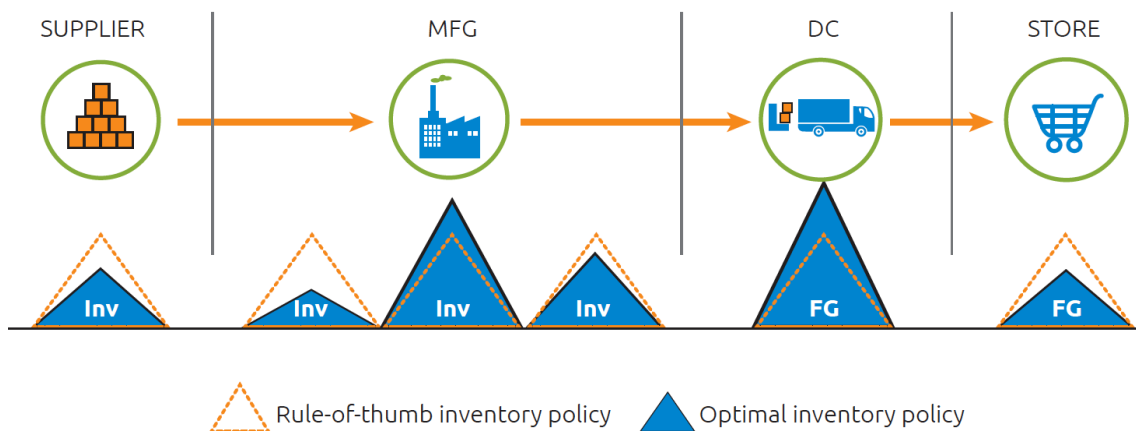 SUPPLIER
MFG
DC
STORE
Inv
Inv
Inv
Inv
FG
FG
Rule-of-thumb inventory policy
Optimal inventory policy